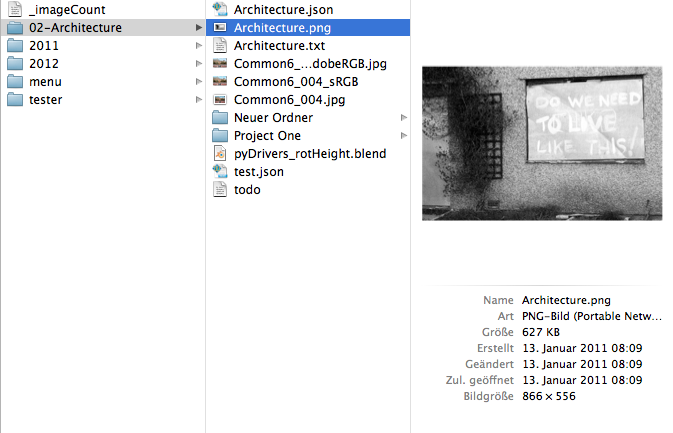 _imageCount
02-Architecture
2011
2012
menu
tester
Architecture.json
Architecture.png
Architecture.txt
Common6_...dobeRGB.jpg
Common6_004_sRGB
Common6_004.jpg
Neuer Ordner
Project One
pyDrivers_rotHeight.blend
test.json
todo
DO WE NEED
TO LIVE
LIKE THIS!
Name Architecture.png
Art PNG-Bild (Portable Netw...
Größe 627 KB
Erstellt 13. Januar 2011 08:09
Geändert 13. Januar 2011 08:09
Zul. geöffnet 13. Januar 2011 08:09
Bildgröße 866 × 556